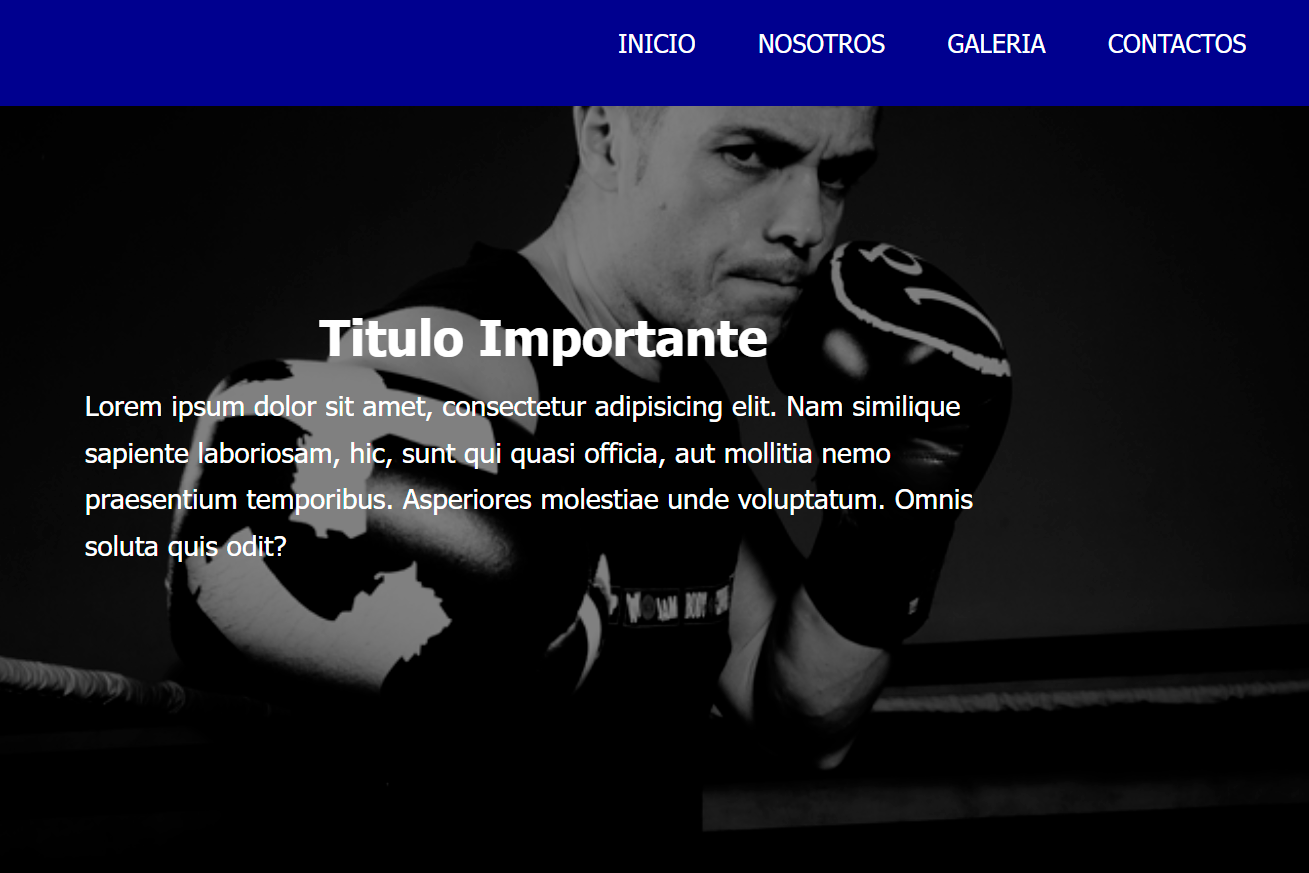 INICIO NOSOTROS GALERIA CONTACTOS
Titulo Importante
Lorem ipsum dolor sit amet, consectetur adipisicing elit. Nam similique
sapiente laboriosam, hic, sunt qui quasi officia, aut mollitia nemo
praesentium temporibus. Asperiores molestiae unde voluptatum. Omnis
soluta quis odit?